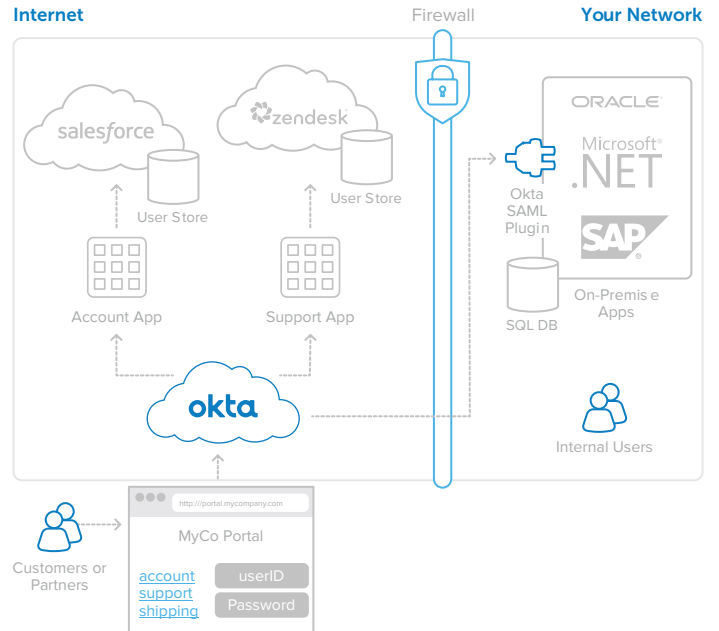 Internet
Firewall
Your Network
salesforce
User Store
zendesk
User Store
ORACLE
Microsoft®
.NET
SAP®
Okta
SAML
Plugin
SQL DB
On-Premis e
Apps
Account App
Support App
okta
Internal Users
http:///portal.mycompany.com
MyCo Portal
Customers or
Partners
account
support
shipping
userID
Password